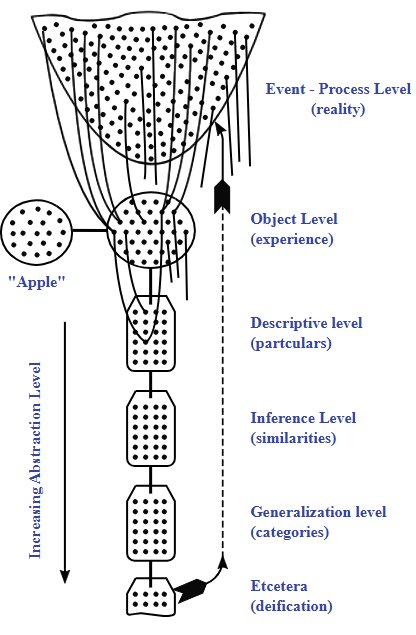 Event - Process Level
(reality)
Object Level
(experience)
"Apple"
Descriptive level
(partculars)
Increasing Abstraction Level
Inference Level
(similarities)
Generalization level
(categories)
Etcetera
(deification)